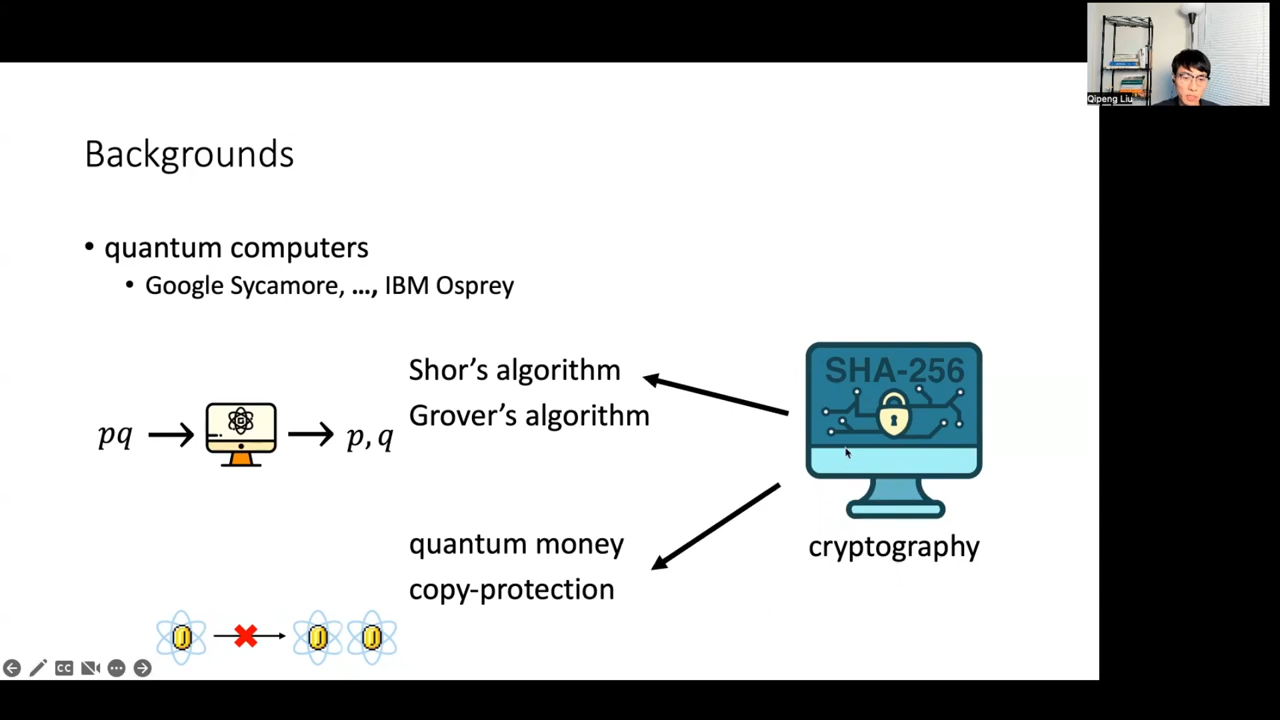 Qipeng Liu
Backgrounds
• quantum computers
• Google Sycamore, ..., IBM Osprey
Shor's algorithm
Grover's algorithm
pq
p, q
SHA-256
cryptography
quantum money
copy-protection
CC